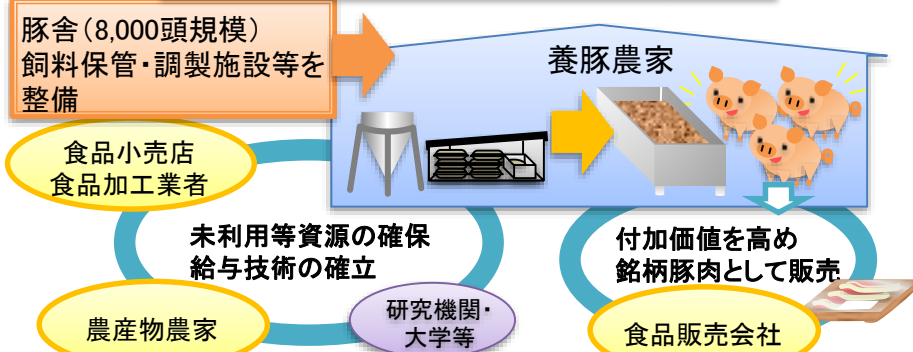 豚舎（8,000頭規模）
飼料保管・調製施設等を
整備
養豚農家
食品小売店
食品加工業者
未利用等資源の確保
給与技術の確立
付加価値を高め
銘柄豚肉として販売
農産物農家
研究機関・
大学等
食品販売会社